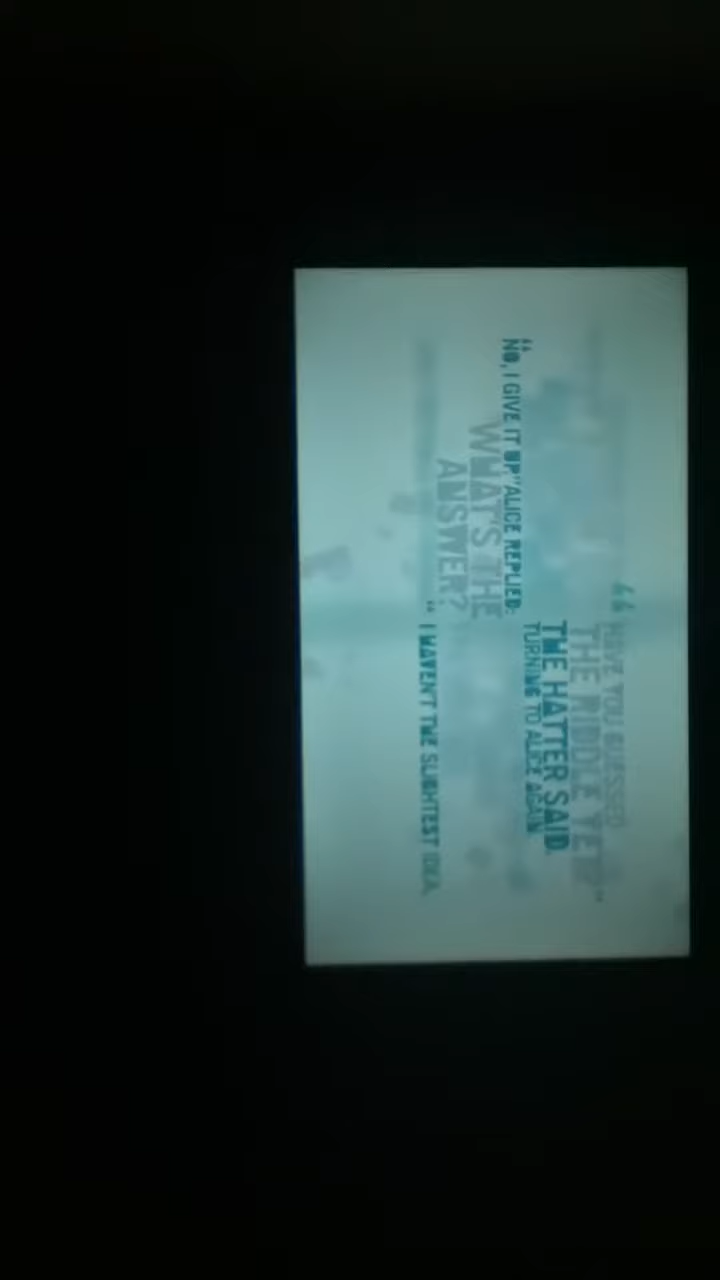 “ HAVE YOU GUESSED
THE RIDDLE YET?”
THE HATTER SAID,
TURNING TO ALICE AGAIN.
“No, I GIVE IT UP,” ALICE REPLIED:
WHAT'S THE
ANSWER?
“ I HAVEN'T THE SLIGHTEST IDEA,